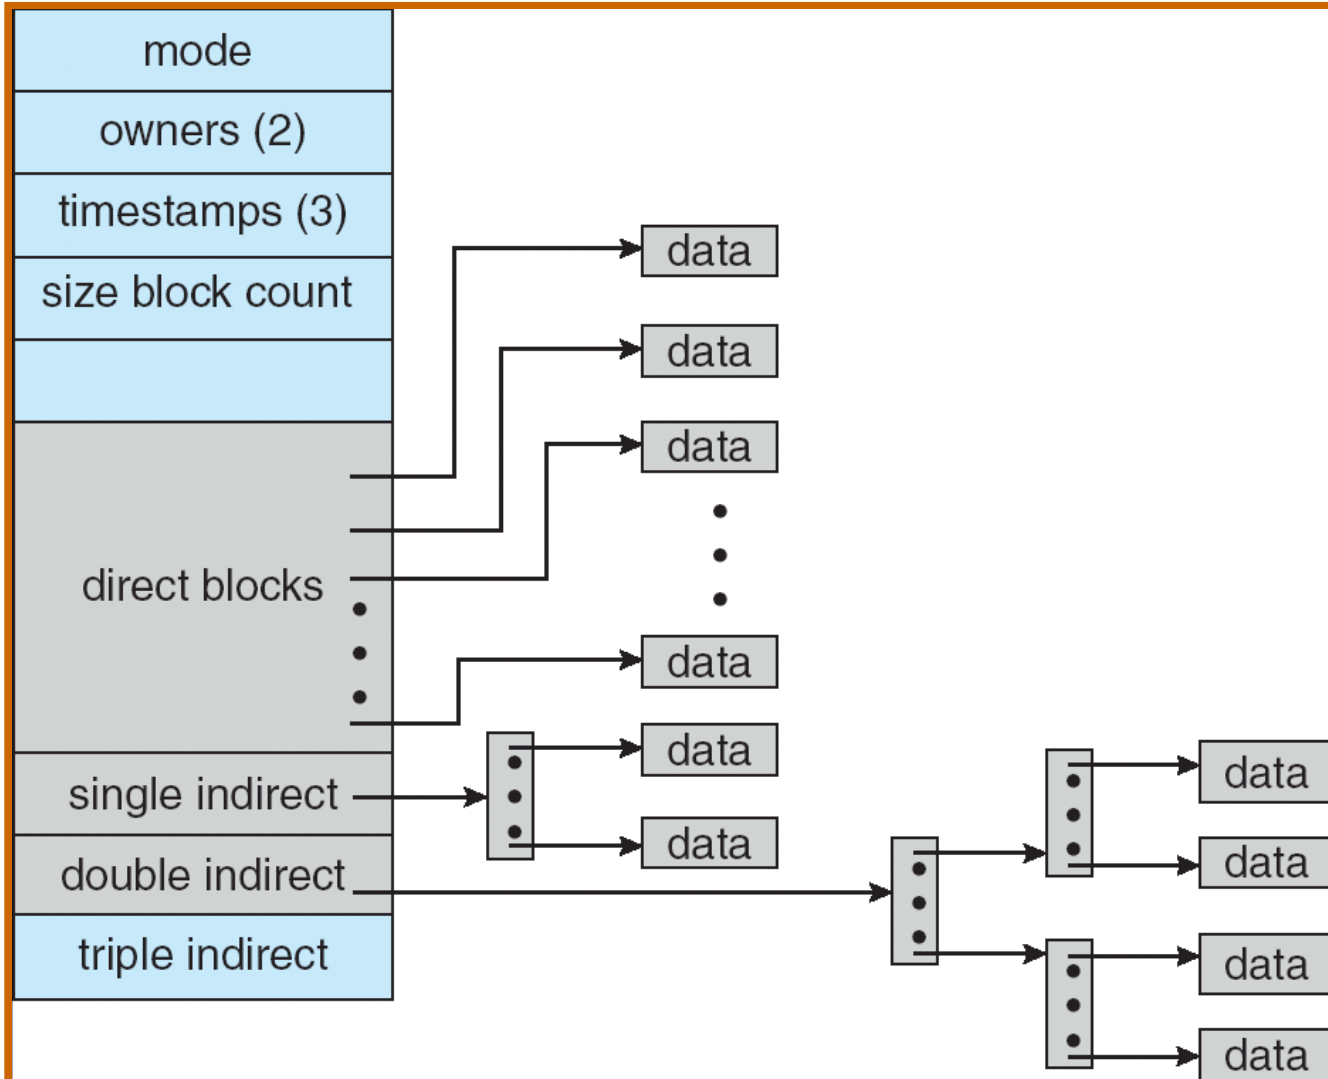 mode
owners (2)
timestamps (3)
size block count
direct blocks
single indirect
double indirect
triple indirect
data
data
data
data
data
data
data
data
data
data